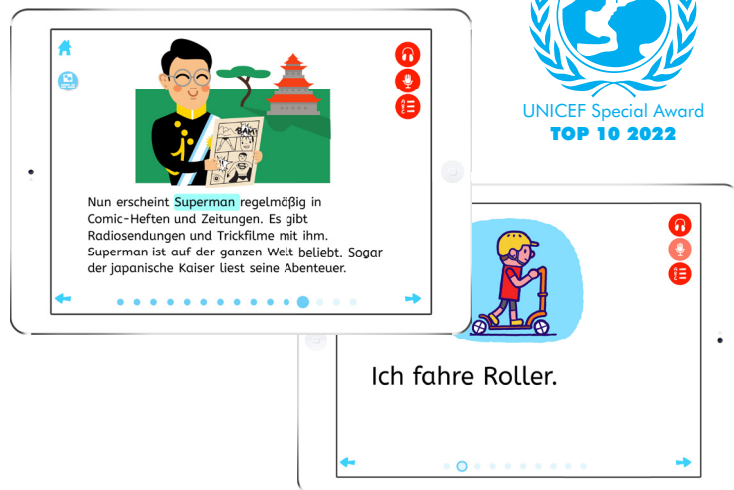 UNICEF Special Award
TOP 10 2022
BAM!
Nun erscheint Superman regelmäßig in
Comic-Heften und Zeitungen. Es gibt
Radiosendungen und Trickfilme mit ihm.
Superman ist auf der ganzen Welt beliebt. Sogar
der japanische Kaiser liest seine Abenteuer.
Ich fahre Roller.